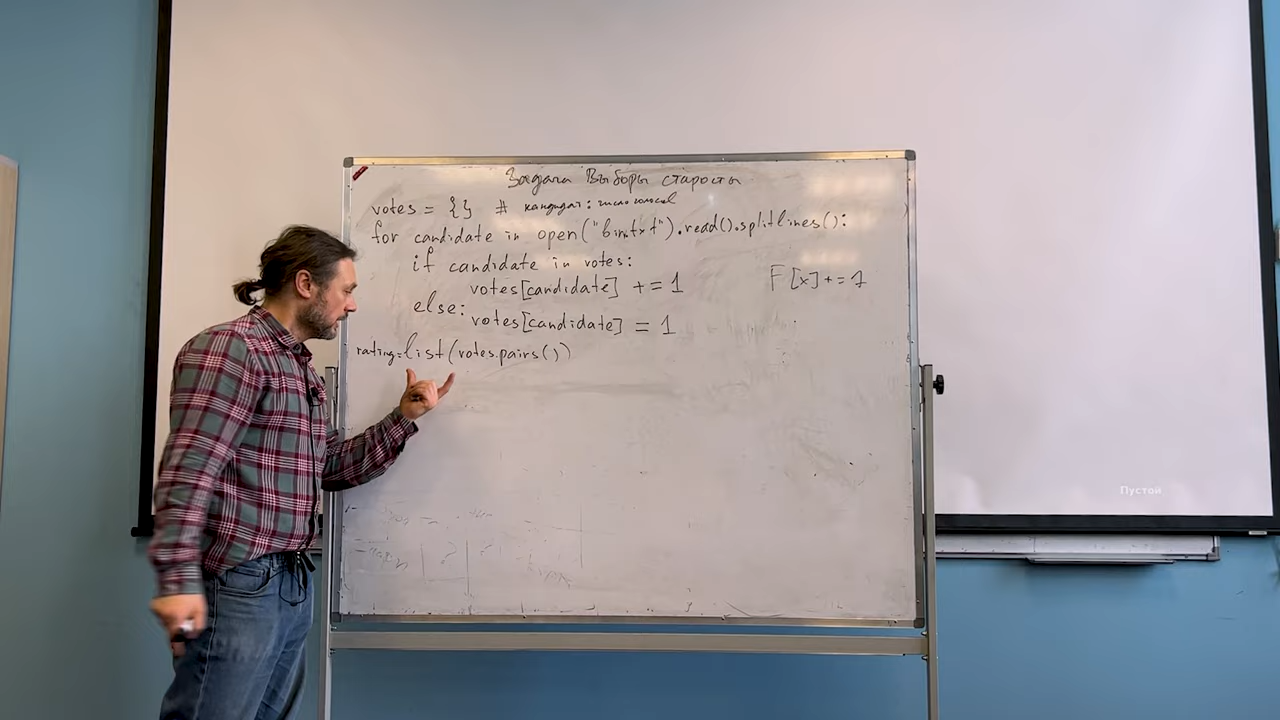 Задача Выборы старосты
votes = {} # кандидат: число голосов
for candidate in open("bin.txt").read().splitlines():
if candidate in votes:
votes[candidate] += 1
F[x] += 1
else:
votes[candidate] = 1
rating=list(votes.pairs())
Пустой